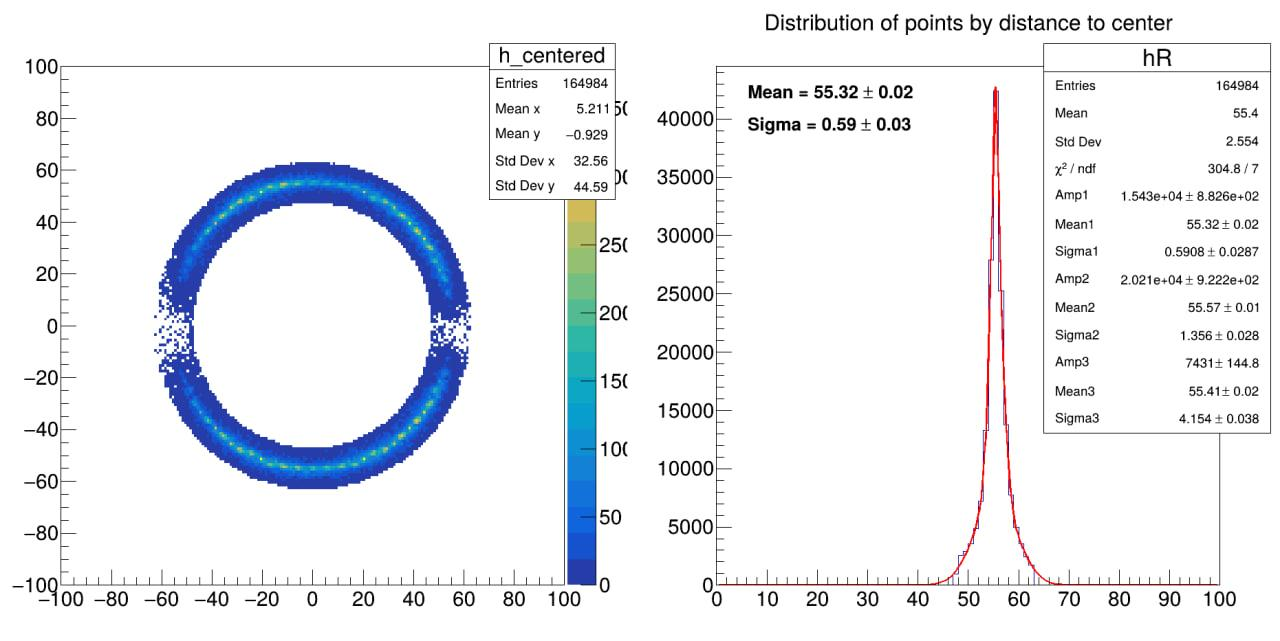 h_centered
Entries 164984
Mean x 5.211
Mean y −0.929
Std Dev x 32.56
Std Dev y 44.59
100
80
60
40
20
0
−20
−40
−60
−80
−100
−100 −80 −60 −40 −20 0 20 40 60 80 100
250
200
150
100
50
0
Distribution of points by distance to center
Mean = 55.32 ± 0.02
Sigma = 0.59 ± 0.03
hR
Entries 164984
Mean 55.4
Std Dev 2.554
χ² / ndf 304.8 / 7
Amp1 1.543e+04 ± 8.826e+02
Mean1 55.32 ± 0.02
Sigma1 0.5908 ± 0.0287
Amp2 2.021e+04 ± 9.222e+02
Mean2 55.57 ± 0.01
Sigma2 1.356 ± 0.028
Amp3 7431 ± 144.8
Mean3 55.41 ± 0.02
Sigma3 4.154 ± 0.038
40000
35000
30000
25000
20000
15000
10000
5000
0
0 10 20 30 40 50 60 70 80 90 100